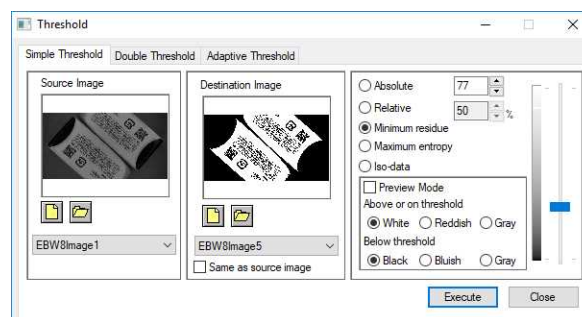 Threshold
Simple Threshold Double Threshold Adaptive Threshold
Source Image
EBW8Image1
Destination Image
EBW8Image5
Same as source image
Absolute 77
Relative 50 %
Minimum residue
Maximum entropy
Iso-data
Preview Mode
Above or on threshold
White Reddish Gray
Below threshold
Black Bluish Gray
Execute Close